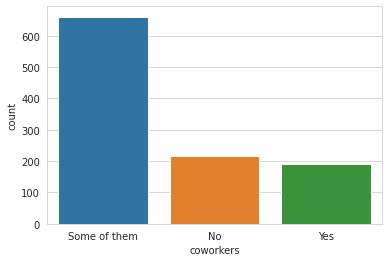 600
500
400
300
200
100
0
count
Some of them
No
Yes
coworkers